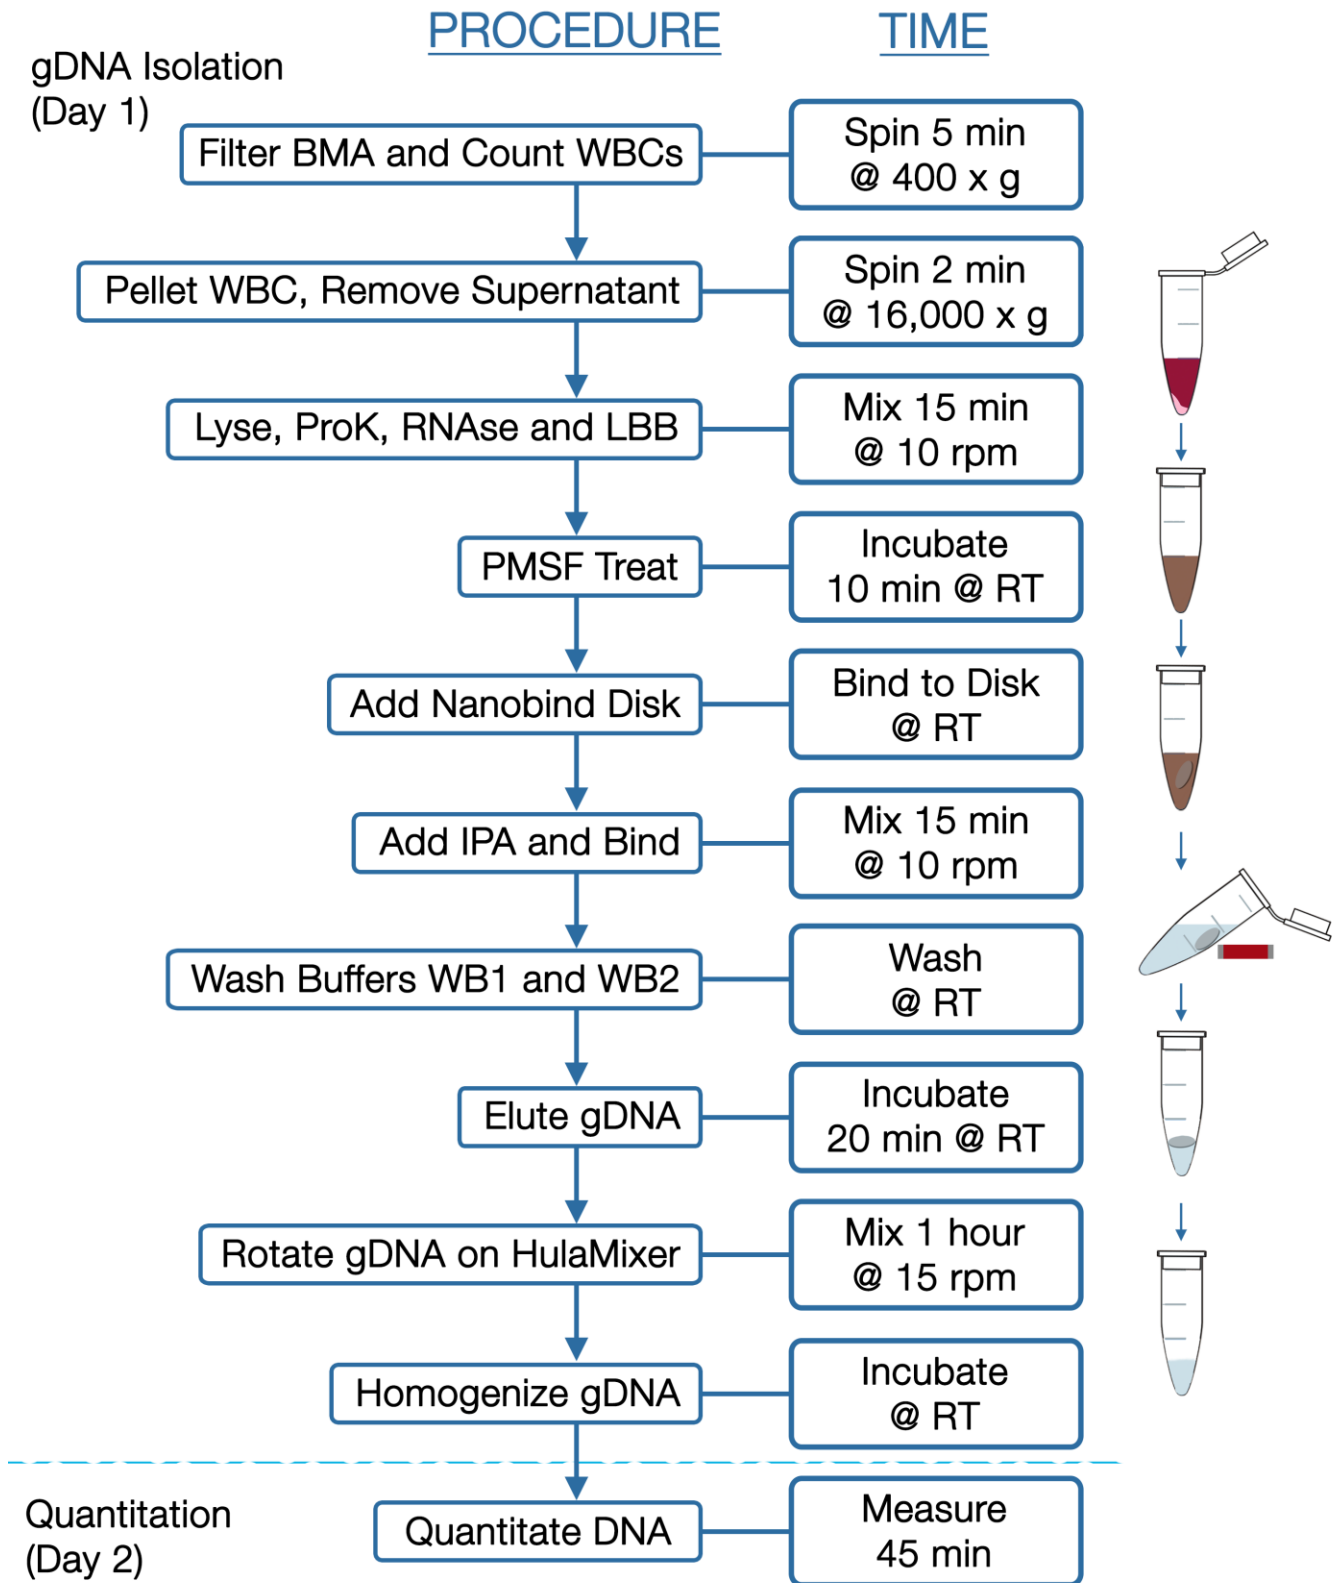 PROCEDURE TIME
gDNA Isolation
(Day 1)
Filter BMA and Count WBCs
Spin 5 min
@ 400 x g
Pellet WBC, Remove Supernatant
Spin 2 min
@ 16,000 x g
Lyse, ProK, RNAse and LBB
Mix 15 min
@ 10 rpm
PMSF Treat
Incubate
10 min @ RT
Add Nanobind Disk
Bind to Disk
@ RT
Add IPA and Bind
Mix 15 min
@ 10 rpm
Wash Buffers WB1 and WB2
Wash
@ RT
Elute gDNA
Incubate
20 min @ RT
Rotate gDNA on HulaMixer
Mix 1 hour
@ 15 rpm
Homogenize gDNA
Incubate
@ RT
Quantitation
(Day 2)
Quantitate DNA
Measure
45 min